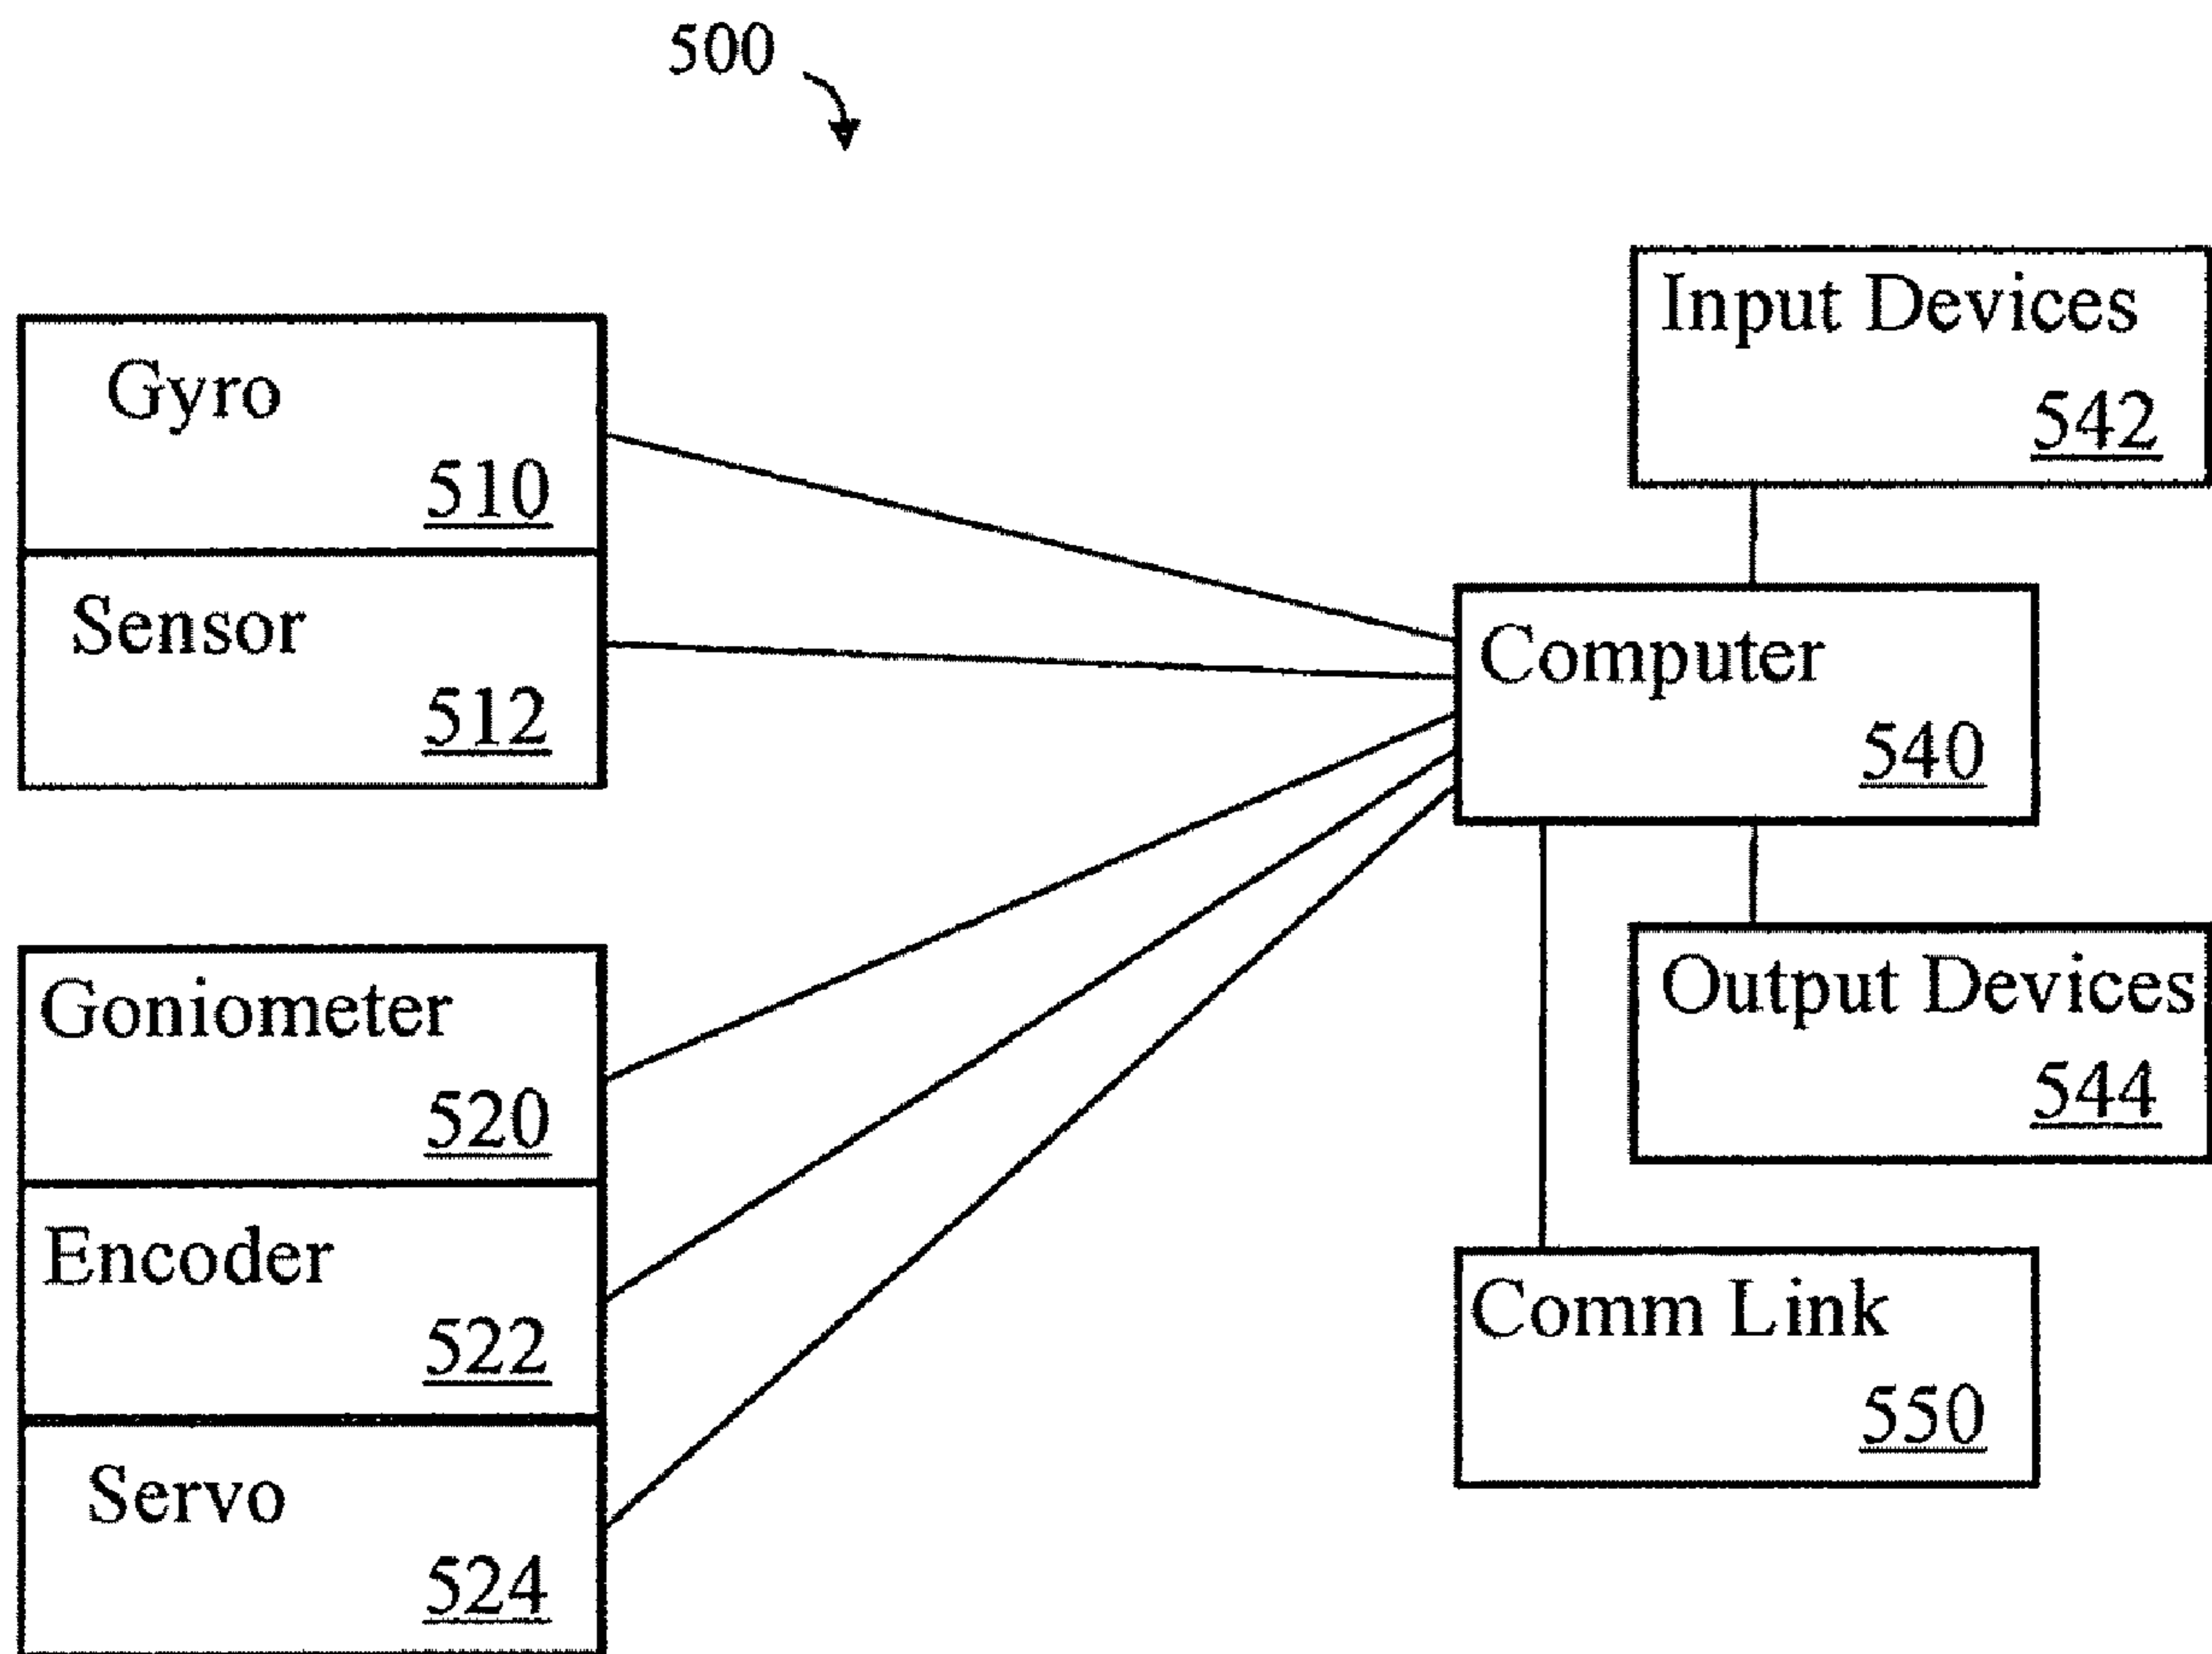 500
Gyro
510
Sensor
512
Goniometer
520
Encoder
522
Servo
524
Input Devices
542
Computer
540
Output Devices
544
Comm Link
550